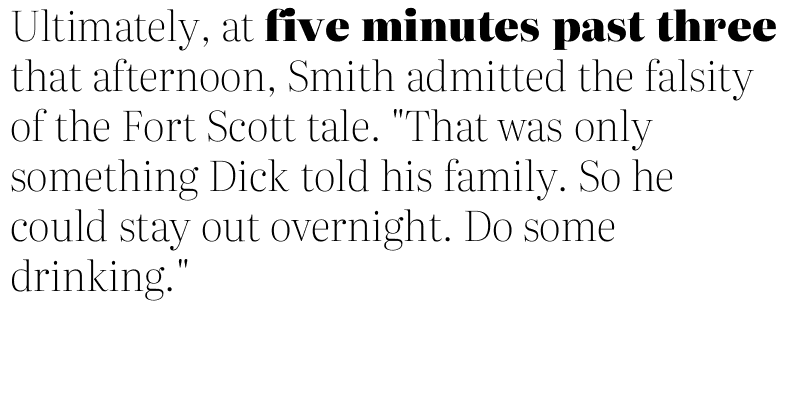 Ultimately, at five minutes past three
that afternoon, Smith admitted the falsity
of the Fort Scott tale. "That was only
something Dick told his family. So he
could stay out overnight. Do some
drinking."